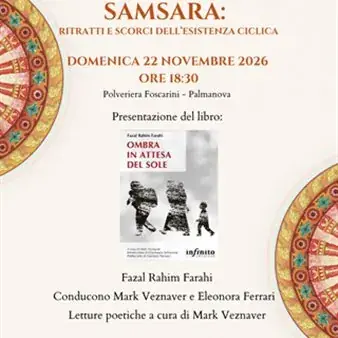 SAMSARA:
RITRATTI E SCORCI DELL'ESISTENZA CICLICA
DOMENICA 22 NOVEMBRE 2026
ORE 18:30
Polveriera Foscarini - Palmanova
Presentazione del libro:
Fazal Rahim Farahi
OMBRA
IN ATTESA
DEL SOLE
infinito
Fazal Rahim Farahi
Conducono Mark Veznaver e Eleonora Ferrari
Letture poetiche a cura di Mark Veznaver